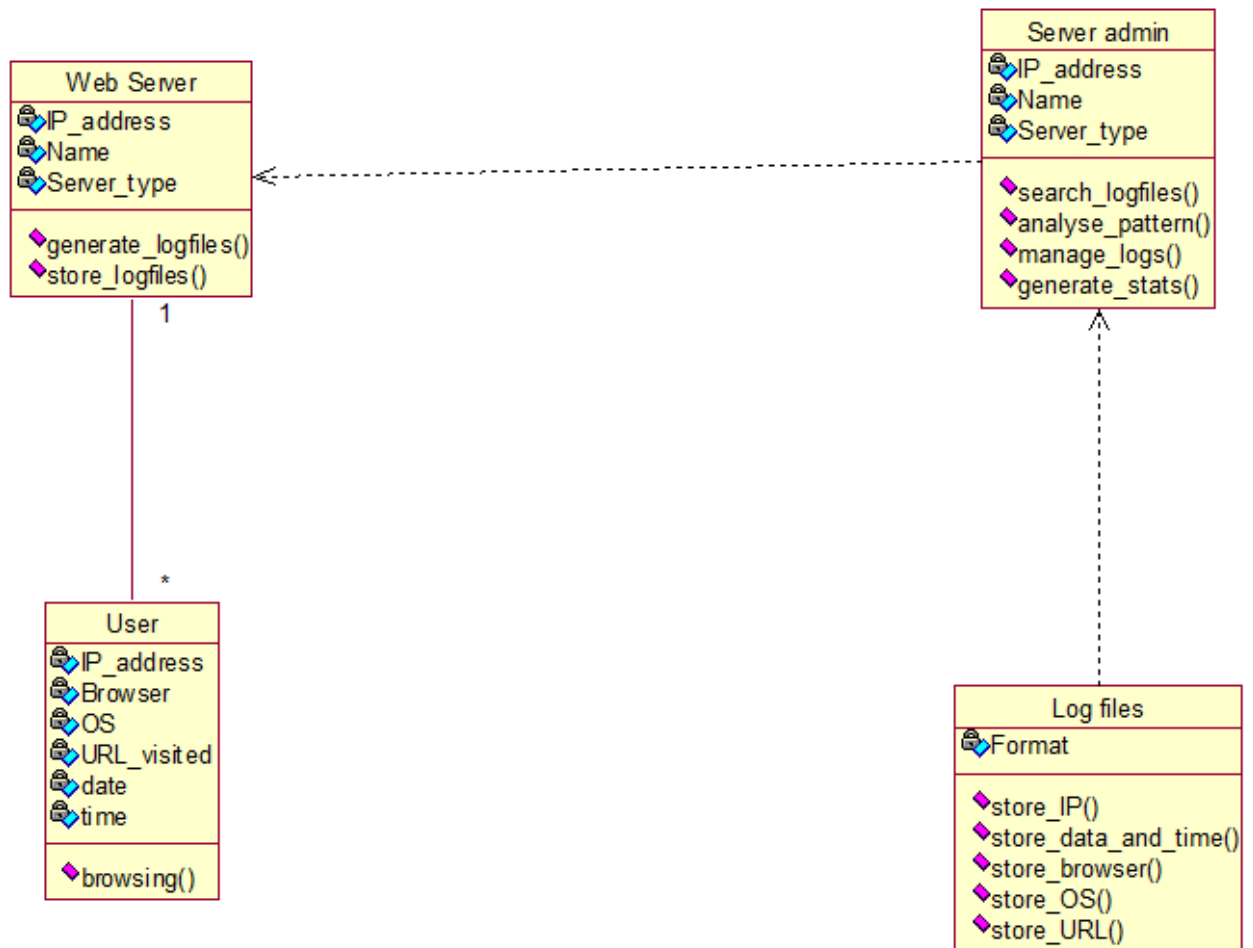 Web Server
IP_address
Name
Server_type
generate_logfiles()
store_logfiles()
1
*
User
IP_address
Browser
OS
URL_visited
date
time
browsing()
Server admin
IP_address
Name
Server_type
search_logfiles()
analyse_pattern()
manage_logs()
generate_stats()
Log files
Format
store_IP()
store_data_and_time()
store_browser()
store_OS()
store_URL()